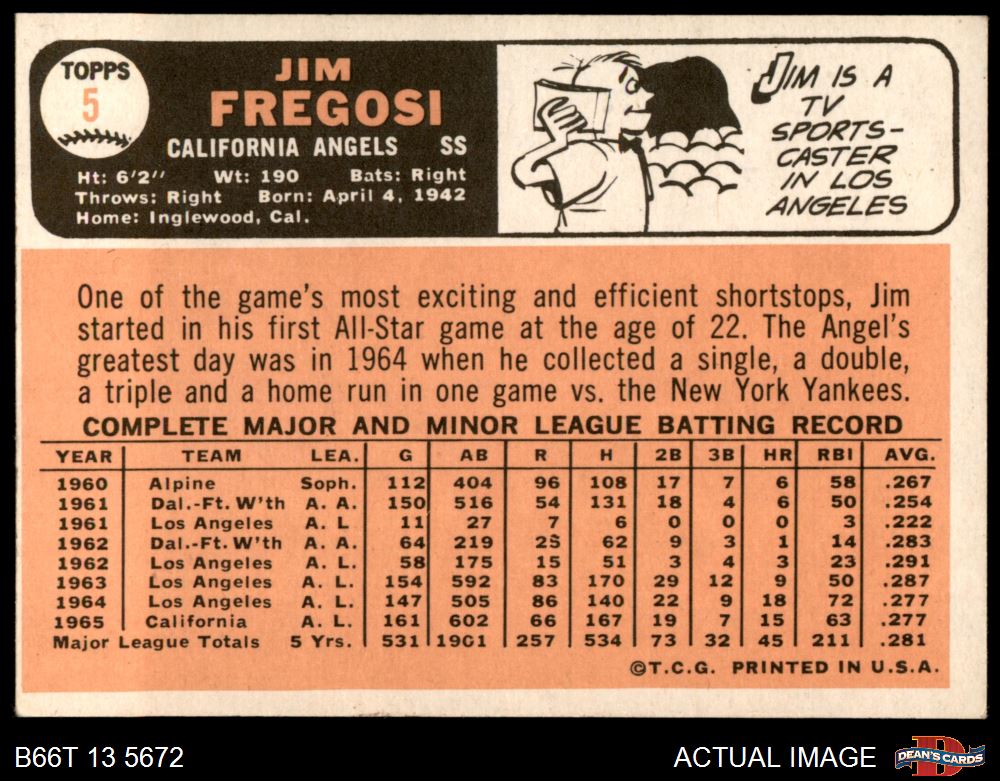 TOPPS
5
JIM
FREGOSI
CALIFORNIA ANGELS SS
Ht: 6'2" Wt: 190 Bats: Right
Throws: Right Born: April 4, 1942
Home: Inglewood, Cal.
JIM IS A
TV
SPORTS-
CASTER
IN LOS
ANGELES
One of the game's most exciting and efficient shortstops, Jim
started in his first All-Star game at the age of 22. The Angel's
greatest day was in 1964 when he collected a single, a double,
a triple and a home run in one game vs. the New York Yankees.
COMPLETE MAJOR AND MINOR LEAGUE BATTING RECORD
YEAR TEAM LEA. G AB R H 2B 3B HR RBI AVG.
1960 Alpine Soph. 112 404 96 108 17 7 6 58 .267
1961 Dal.-Ft. W'th A. A. 150 516 54 131 18 4 6 50 .254
1961 Los Angeles A. L 11 27 7 6 0 0 0 3 .222
1962 Dal.-Ft. W'th A. A. 64 219 25 62 9 3 1 14 .283
1962 Los Angeles A. L. 58 175 15 51 3 4 3 23 .291
1963 Los Angeles A. L. 154 592 83 170 29 12 9 50 .287
1964 Los Angeles A. L. 147 505 86 140 22 9 18 72 .277
1965 California A. L. 161 602 66 167 19 7 15 63 .277
Major League Totals 5 Yrs. 531 1901 257 534 73 32 45 211 .281
©T.C.G. PRINTED IN U.S.A.
B66T 13 5672 ACTUAL IMAGE DEAN'S CARDS